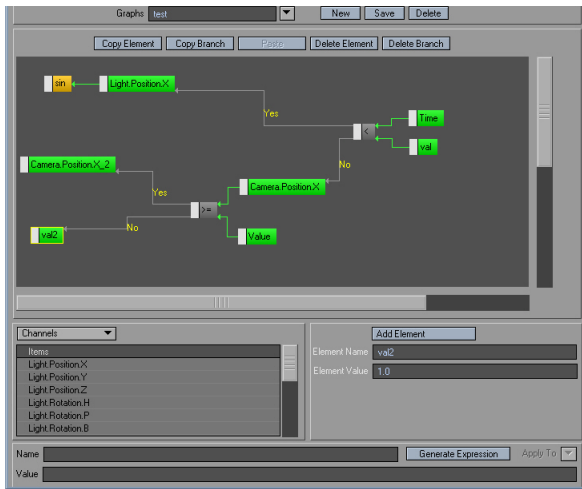 Graphs test New Save Delete
Copy Element Copy Branch Paste Delete Element Delete Branch
sin Light.Position.X
Yes
Time
<
val
No
Camera.Position.X_2
Camera.Position.X
Yes
>=
No
val2 Value
Channels Add Element
Items Element Name val2
Light.Position.X Element Value 1.0
Light.Position.Y
Light.Position.Z
Light.Rotation.H
Light.Rotation.P
Light.Rotation.B
Name Generate Expression Apply To
Value